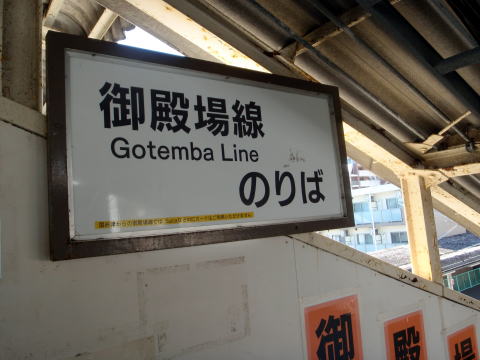 御殿場線
Gotemba Line
のりば
御
殿
場